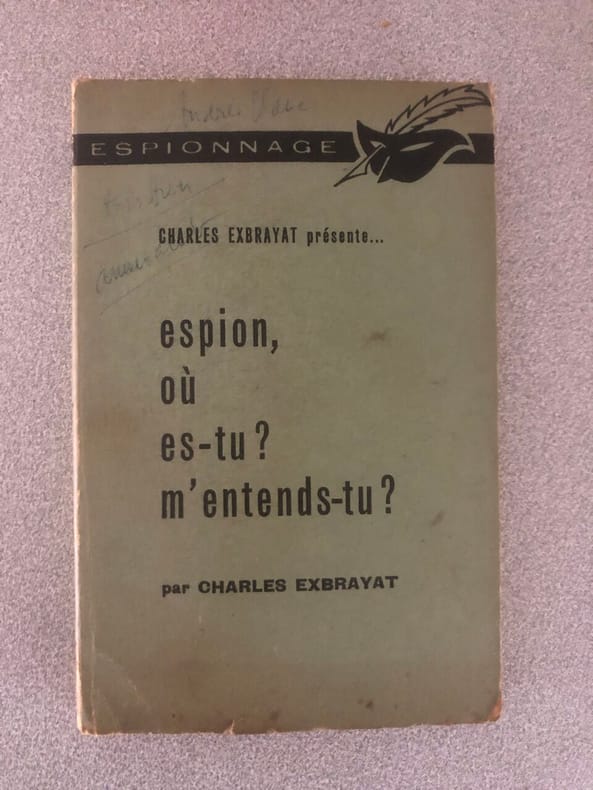 ESPIONNAGE
CHARLES EXBRAYAT présente...
espion,
où
es-tu ?
m'entends-tu ?
par CHARLES EXBRAYAT